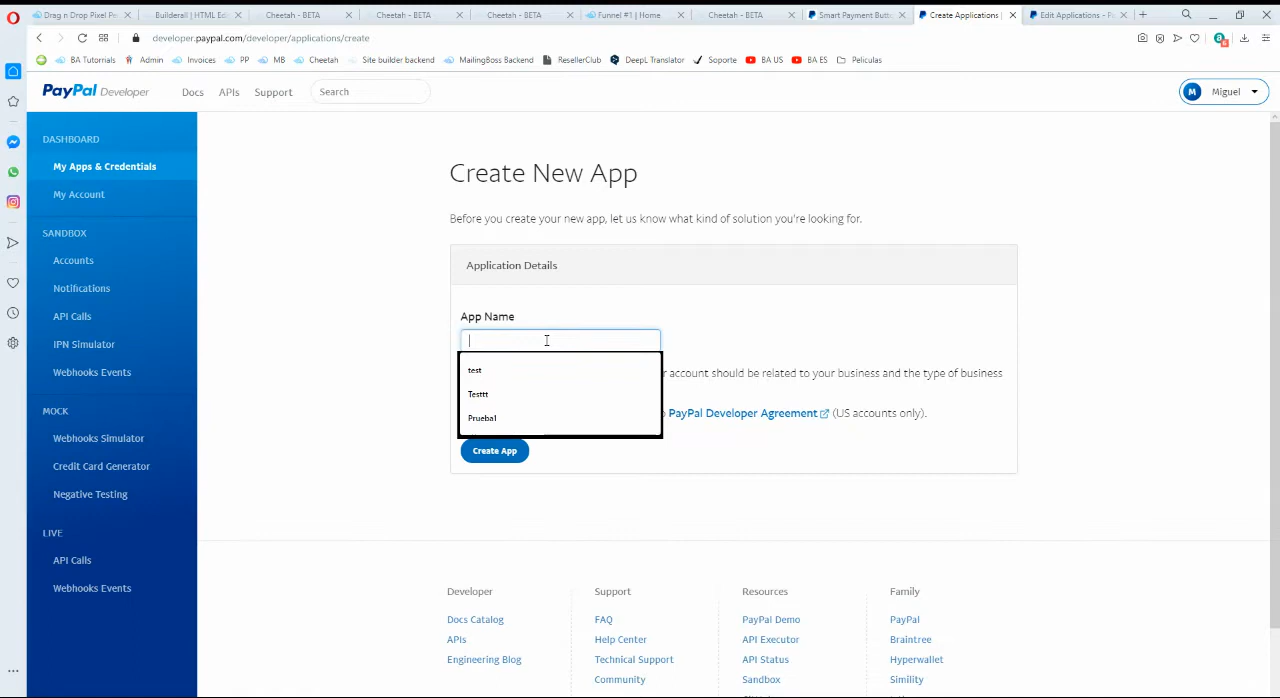 Drag n Drop Pixel Pe
Builderall | HTML Edi
Cheetah - BETA
Cheetah - BETA
Cheetah - BETA
Funnel #1 | Home
Cheetah - BETA
Smart Payment Butto
Create Applications
Edit Applications - Pa
developer.paypal.com/developer/applications/create
BA Tutorials
Admin
Invoices
PP
MB
Cheetah
Site builder backend
MailingBoss Backend
ResellerClub
DeepL Translator
Soporte
BA US
BA ES
Peliculas
PayPal Developer
Docs
APIs
Support
Search
M
Miguel
DASHBOARD
My Apps & Credentials
My Account
SANDBOX
Accounts
Notifications
API Calls
IPN Simulator
Webhooks Events
MOCK
Webhooks Simulator
Credit Card Generator
Negative Testing
LIVE
API Calls
Webhooks Events
Create New App
Before you create your new app, let us know what kind of solution you're looking for.
Application Details
App Name
test
Testtt
Prueba1
r account should be related to your business and the type of business
PayPal Developer Agreement (US accounts only).
Create App
Developer
Docs Catalog
APIs
Engineering Blog
Support
FAQ
Help Center
Technical Support
Community
Resources
PayPal Demo
API Executor
API Status
Sandbox
Family
PayPal
Braintree
Hyperwallet
Simility